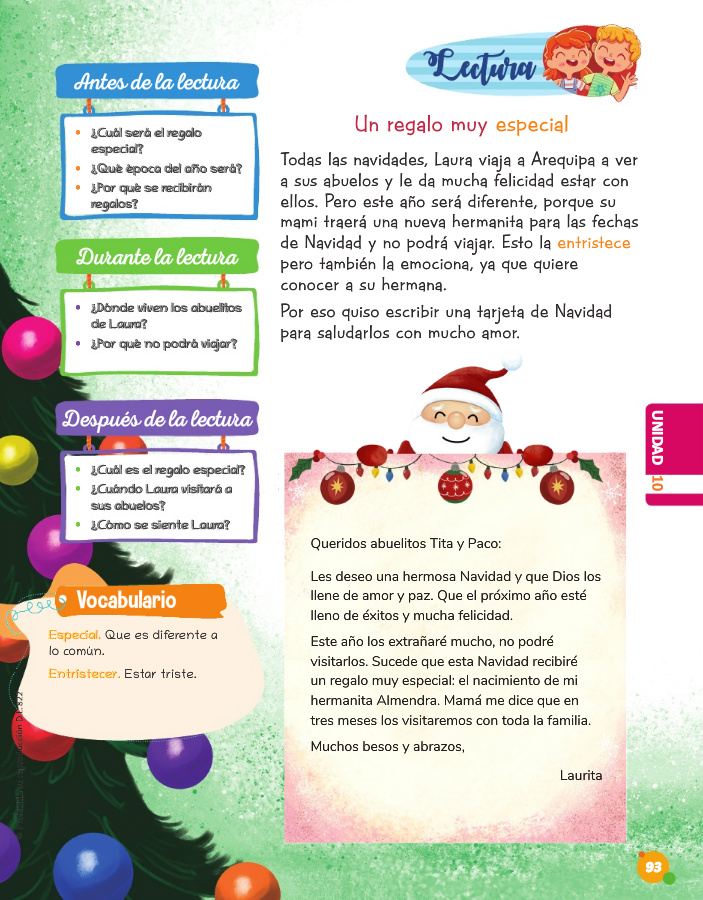 Lectura
Antes de la lectura
• ¿Cuál será el regalo
especial?
• ¿Qué época del año será?
• ¿Por qué se recibirán
regalos?
Durante la lectura
• ¿Dónde viven los abuelitos
de Laura?
• ¿Por qué no podrá viajar?
Después de la lectura
• ¿Cuál es el regalo especial?
• ¿Cuándo Laura visitará a
sus abuelos?
• ¿Cómo se siente Laura?
Vocabulario
Especial. Que es diferente a
lo común.
Entristecer. Estar triste.
Un regalo muy especial
Todas las navidades, Laura viaja a Arequipa a ver
a sus abuelos y le da mucha felicidad estar con
ellos. Pero este año será diferente, porque su
mami traerá una nueva hermanita para las fechas
de Navidad y no podrá viajar. Esto la entristece
pero también la emociona, ya que quiere
conocer a su hermana.
Por eso quiso escribir una tarjeta de Navidad
para saludarlos con mucho amor.
Queridos abuelitos Tita y Paco:
Les deseo una hermosa Navidad y que Dios los
llene de amor y paz. Que el próximo año esté
lleno de éxitos y mucha felicidad.
Este año los extrañaré mucho, no podré
visitarlos. Sucede que esta Navidad recibiré
un regalo muy especial: el nacimiento de mi
hermanita Almendra. Mamá me dice que en
tres meses los visitaremos con toda la familia.
Muchos besos y abrazos,
Laurita
UNIDAD 10
D.L. 822
93